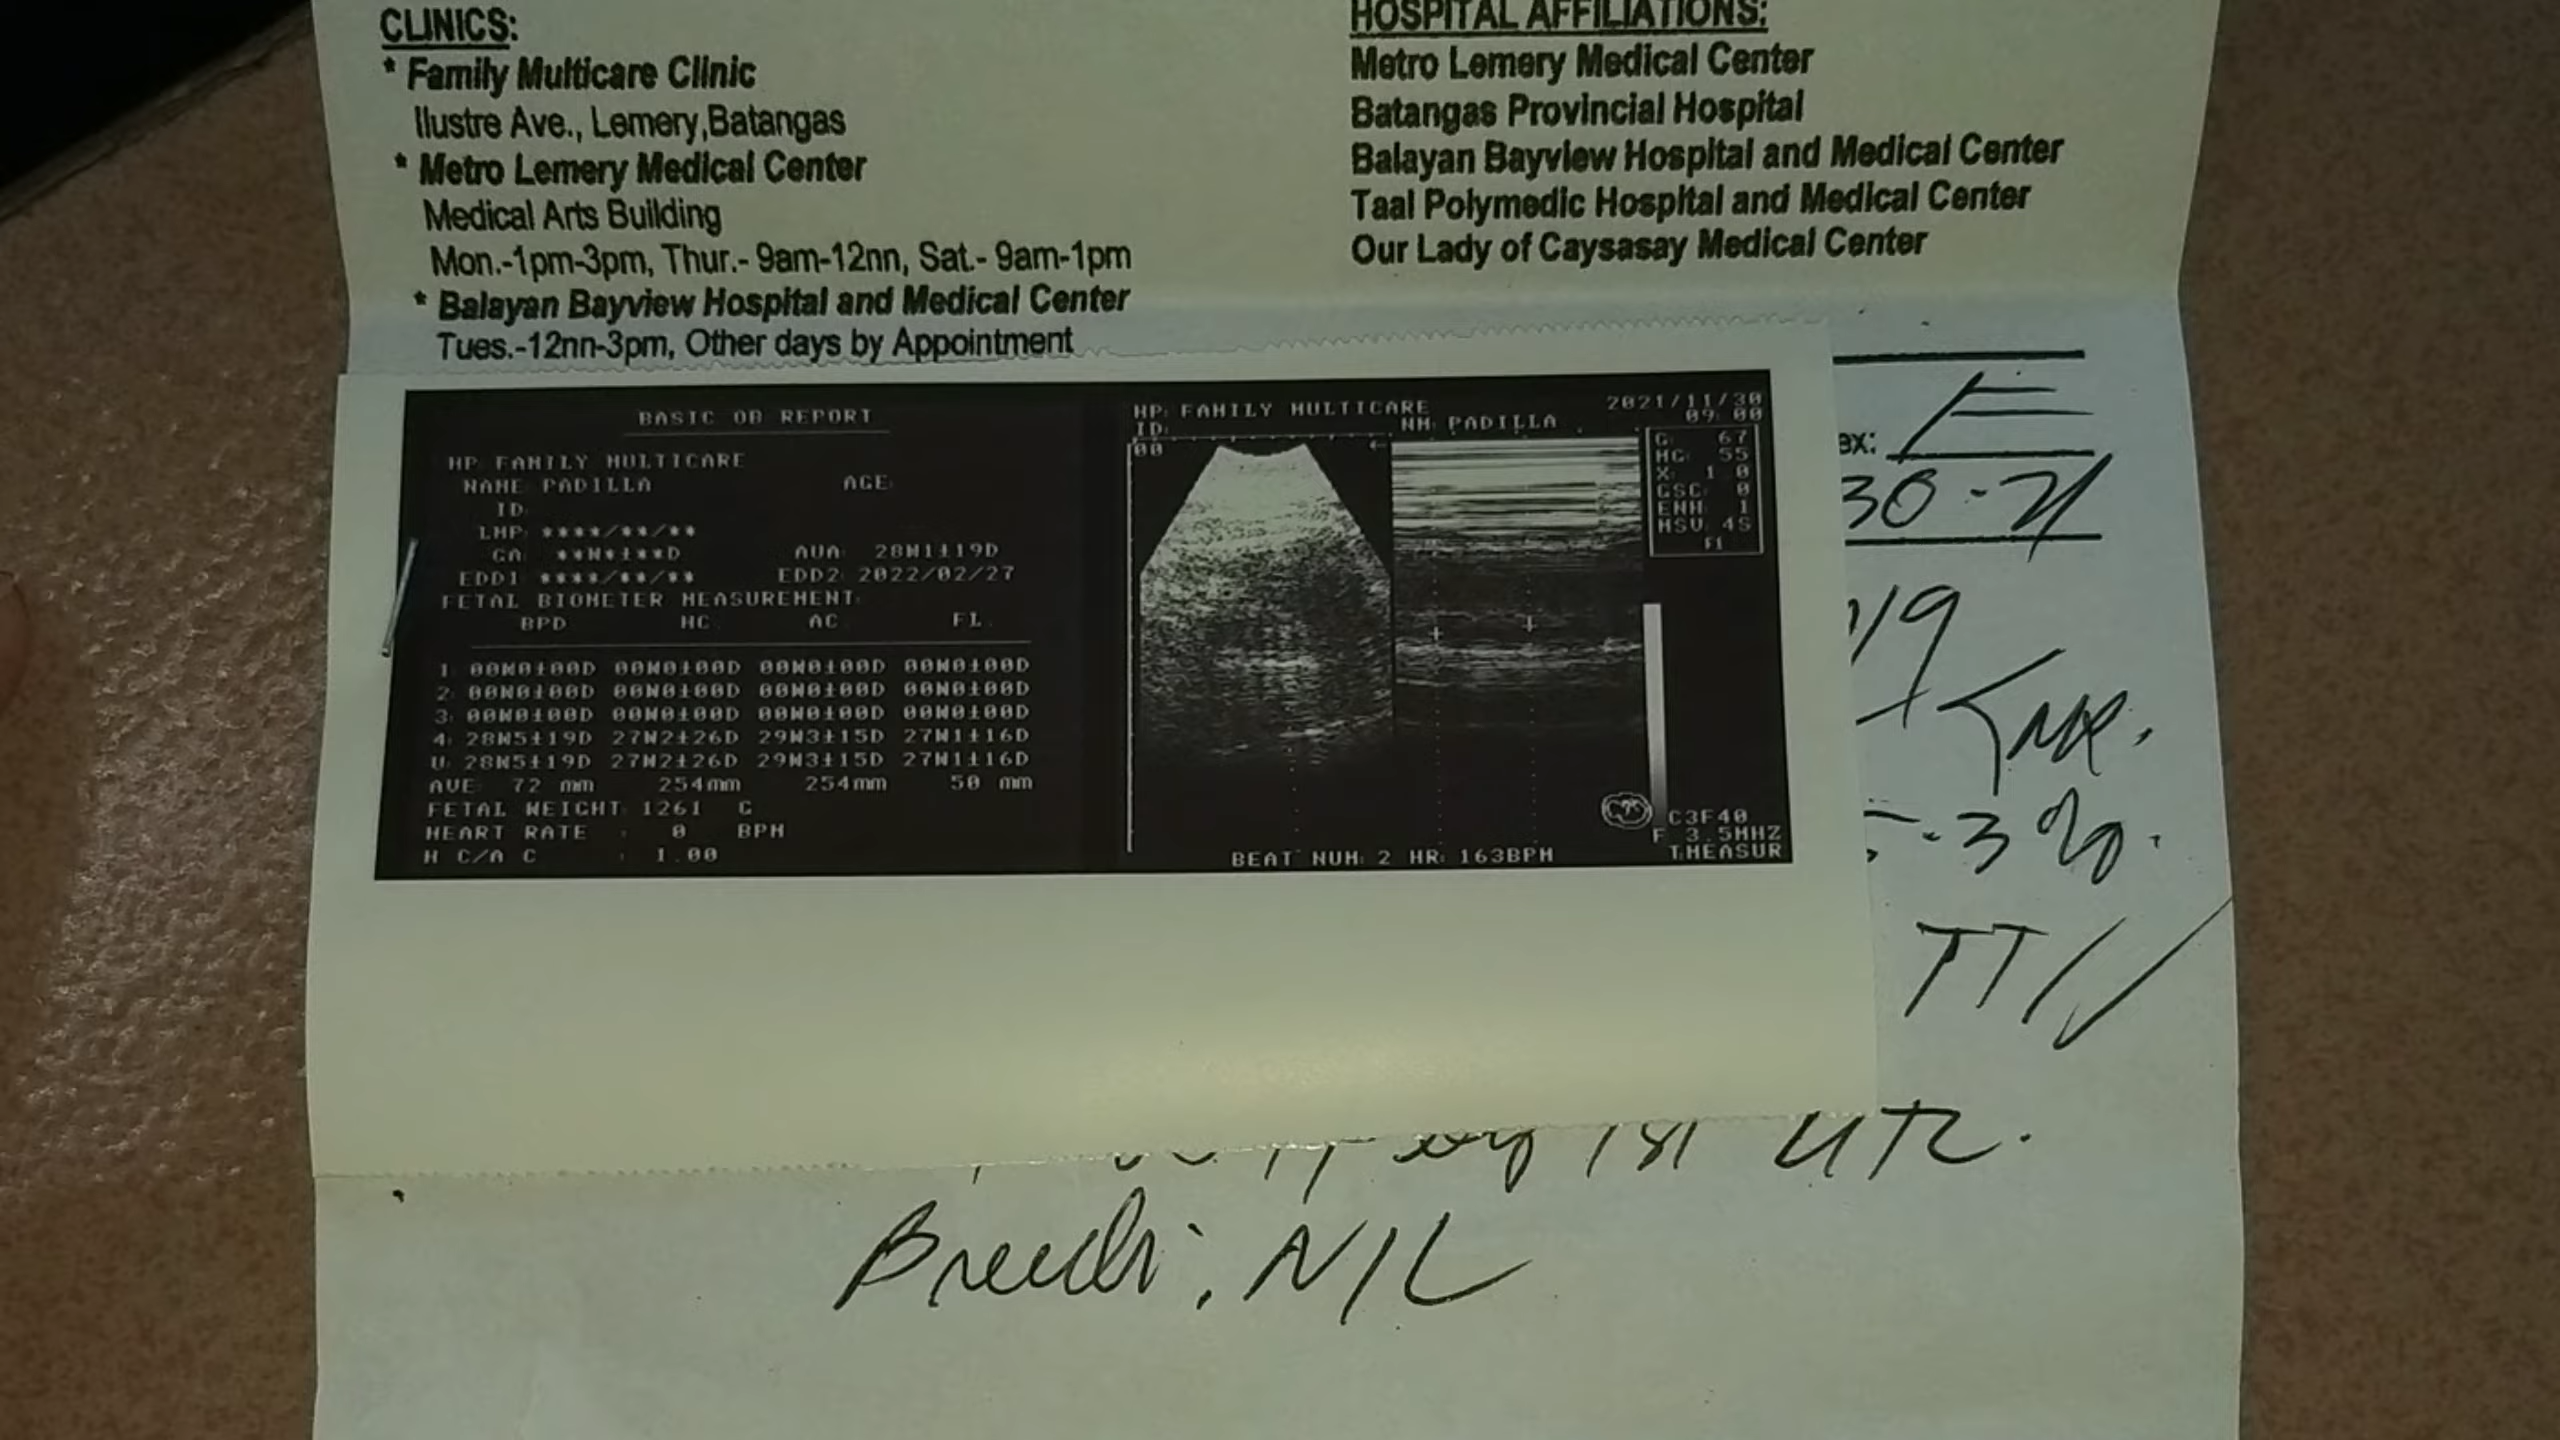 CLINICS:
* Family Multicare Clinic
Ilustre Ave., Lemery,Batangas
* Metro Lemery Medical Center
Medical Arts Building
Mon.-1pm-3pm, Thur.- 9am-12nn, Sat.- 9am-1pm
* Balayan Bayview Hospital and Medical Center
Tues.-12nn-3pm, Other days by Appointment
HOSPITAL AFFILIATIONS:
Metro Lemery Medical Center
Batangas Provincial Hospital
Balayan Bayview Hospital and Medical Center
Taal Polymedic Hospital and Medical Center
Our Lady of Caysasay Medical Center
BASIC OB REPORT
HP: FAMILY MULTICARE
NAME: PADILLA AGE:
ID:
LMP: ****/**/**
GA: **W*±**D AUA: 28W1±19D
EDD1: ****/**/** EDD2: 2022/02/27
FETAL BIOMETER MEASUREMENT:
BPD HC AC FL
1: 00W0±00D 00W0±00D 00W0±00D 00W0±00D
2: 00W0±00D 00W0±00D 00W0±00D 00W0±00D
3: 00W0±00D 00W0±00D 00W0±00D 00W0±00D
4: 28W5±19D 27W2±26D 29W3±15D 27W1±16D
U: 28W5±19D 27W2±26D 29W3±15D 27W1±16D
AVE: 72 mm 254mm 254mm 50 mm
FETAL WEIGHT: 1261 G
HEART RATE : 0 BPM
H C/A C : 1.00
HP: FAMILY MULTICARE 2021/11/30
ID: NM: PADILLA 09:00
00
G: 67
MG: 55
X: 1.0
GSC: 0
ENH: 1
MSV: 4S
F1
C3F40
F 3.5MHZ
T:MEASUR
BEAT NUM: 2 HR: 163BPM
ex: F
30-21
TT
Breech, NIL